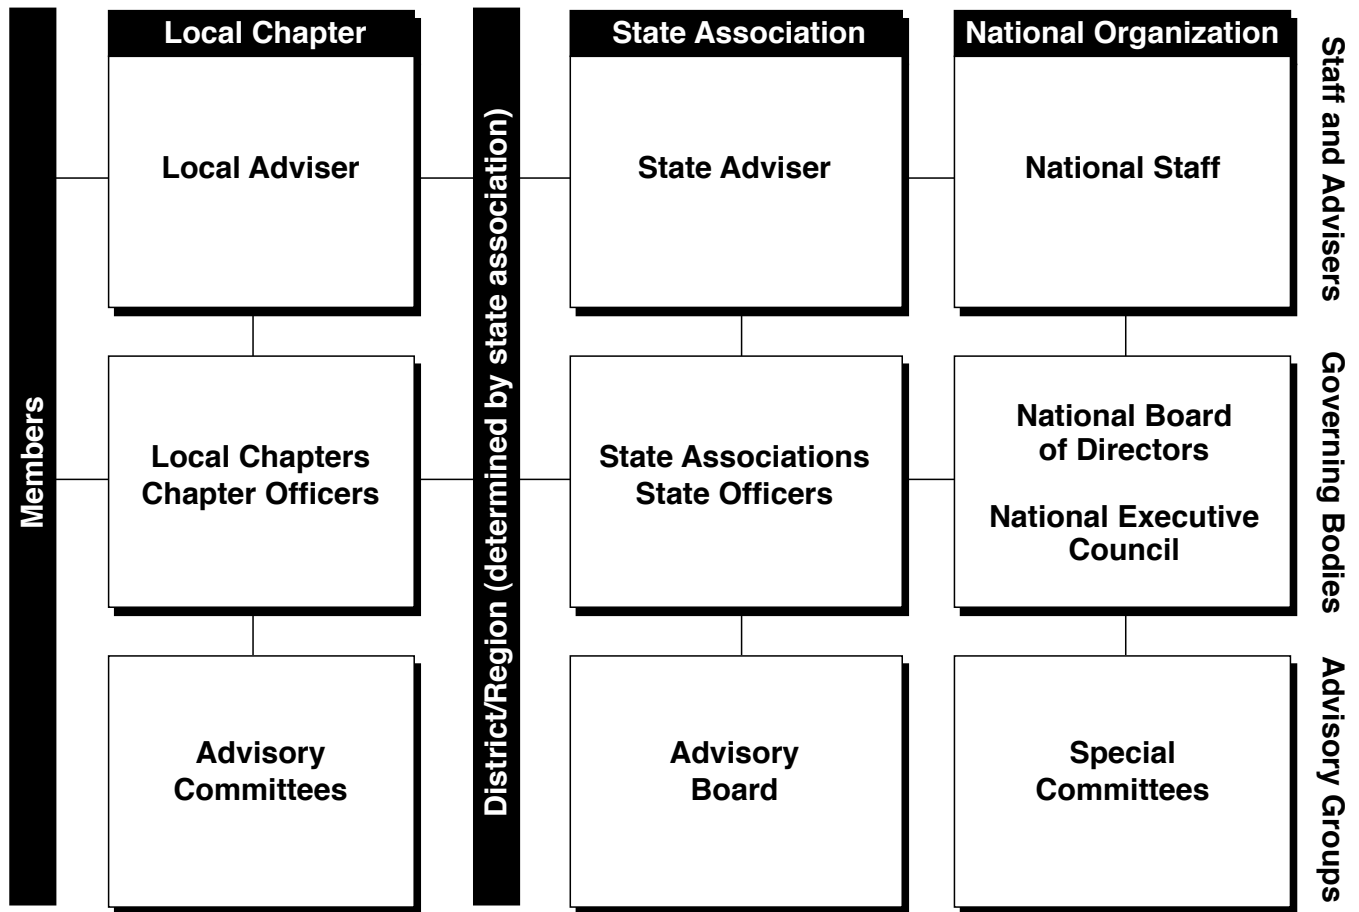 Members
Local Chapter
Local Adviser
Local Chapters
Chapter Officers
Advisory
Committees
District/Region (determined by state association)
State Association
State Adviser
State Associations
State Officers
Advisory
Board
National Organization
National Staff
National Board
of Directors
National Executive
Council
Special
Committees
Staff and Advisers
Governing Bodies
Advisory Groups